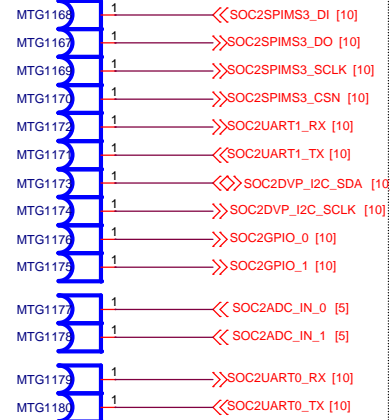 MTG1168 1 SOC2SPIMS3_DI [10]
MTG1167 1 SOC2SPIMS3_DO [10]
MTG1169 1 SOC2SPIMS3_SCLK [10]
MTG1170 1 SOC2SPIMS3_CSN [10]
MTG1172 1 SOC2UART1_RX [10]
MTG1171 1 SOC2UART1_TX [10]
MTG1173 1 SOC2DVP_I2C_SDA [10
MTG1174 1 SOC2DVP_I2C_SCLK [10]
MTG1176 1 SOC2GPIO_0 [10]
MTG1175 1 SOC2GPIO_1 [10]
MTG1177 1 SOC2ADC_IN_0 [5]
MTG1178 1 SOC2ADC_IN_1 [5]
MTG1179 1 SOC2UART0_RX [10]
MTG1180 1 SOC2UART0_TX [10]